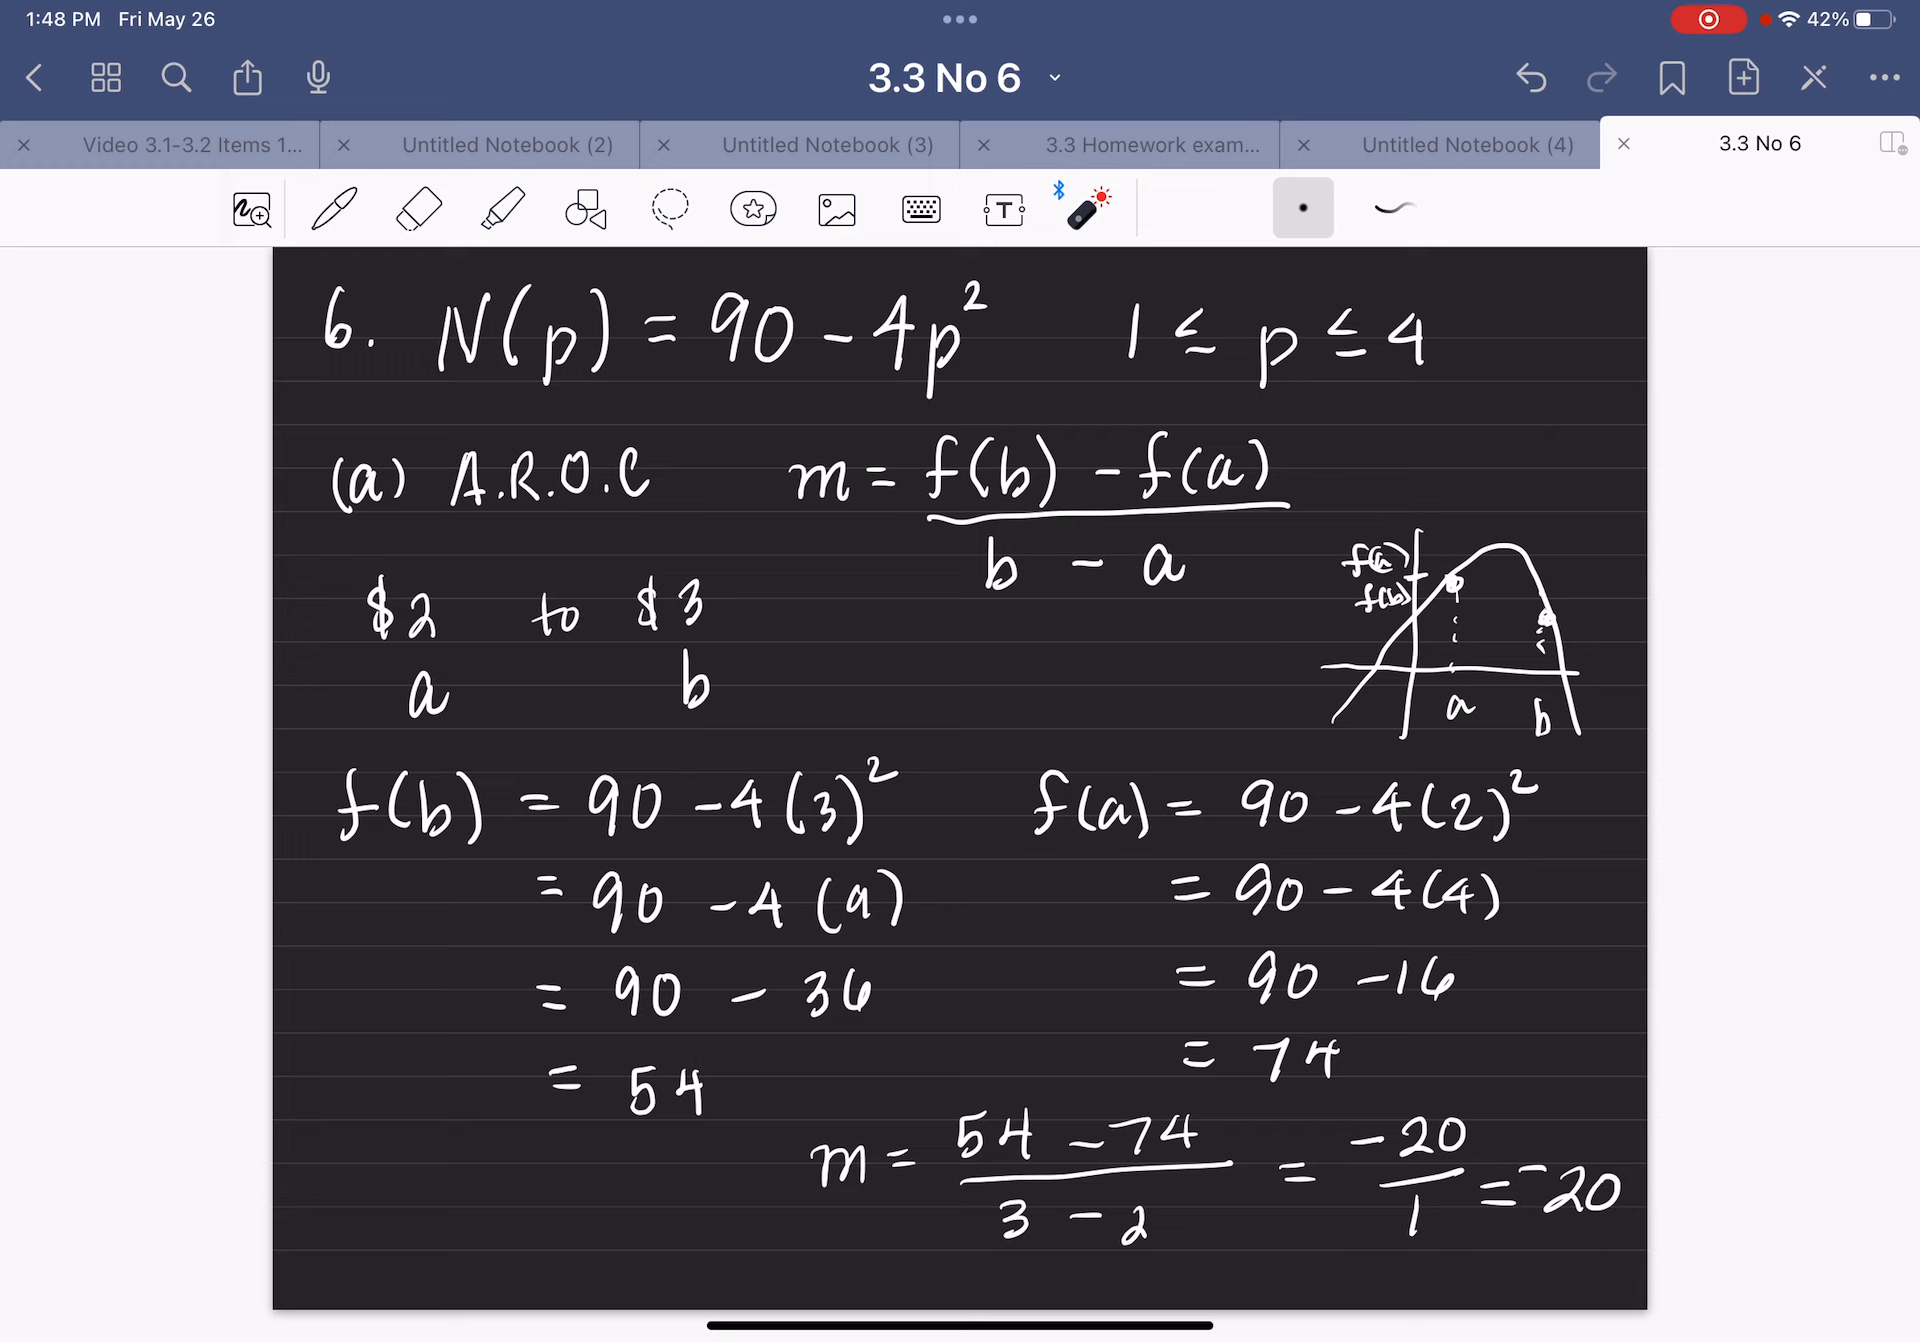 1:48 PM Fri May 26
42%
3.3 No 6
Video 3.1-3.2 Items 1...
Untitled Notebook (2)
Untitled Notebook (3)
3.3 Homework exam...
Untitled Notebook (4)
3.3 No 6
6. N(p) = 90 - 4p² 1 ≤ p ≤ 4
(a) A.R.O.C m = f(b) - f(a) / b - a
f(a)
f(b)
a b
$2 to $3
a b
f(b) = 90 - 4(3)²
= 90 - 4(9)
= 90 - 36
= 54
f(a) = 90 - 4(2)²
= 90 - 4(4)
= 90 - 16
= 74
m = 54 - 74 / 3 - 2 = -20 / 1 = -20